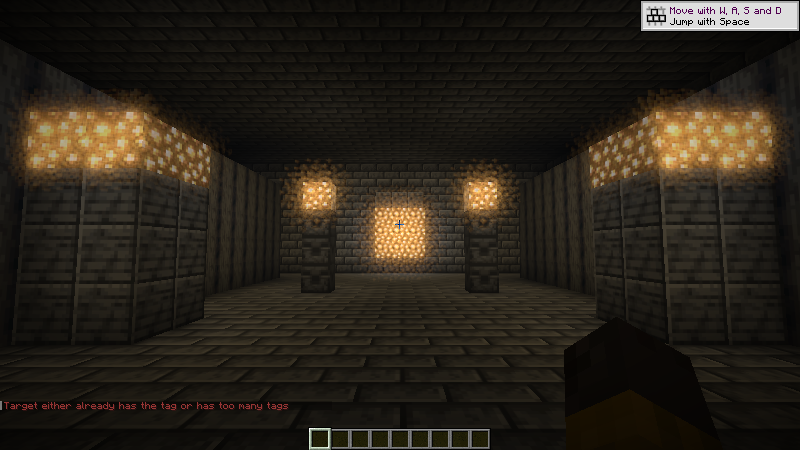 Move with W, A, S and D
Jump with Space
Target either already has the tag or has too many tags